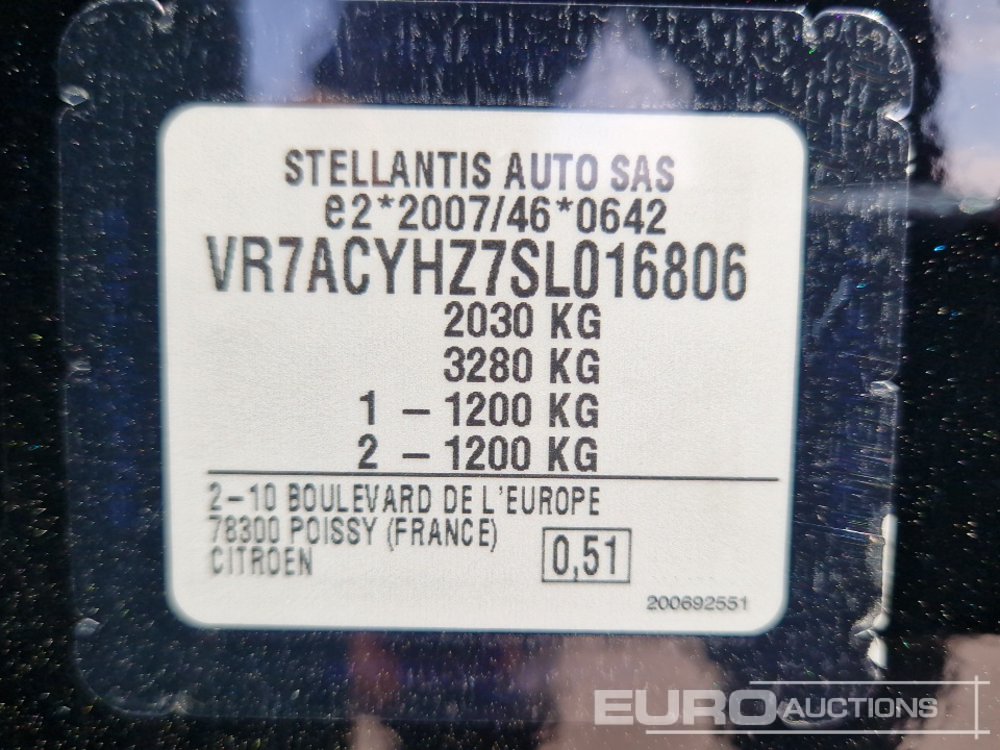 STELLANTIS AUTO SAS
e2*2007/46*0642
VR7ACYHZ7SL016806
2030 KG
3280 KG
1 – 1200 KG
2 – 1200 KG
2–10 BOULEVARD DE L'EUROPE
78300 POISSY (FRANCE)
CITROEN
0,51
200692551
EURO AUCTIONS